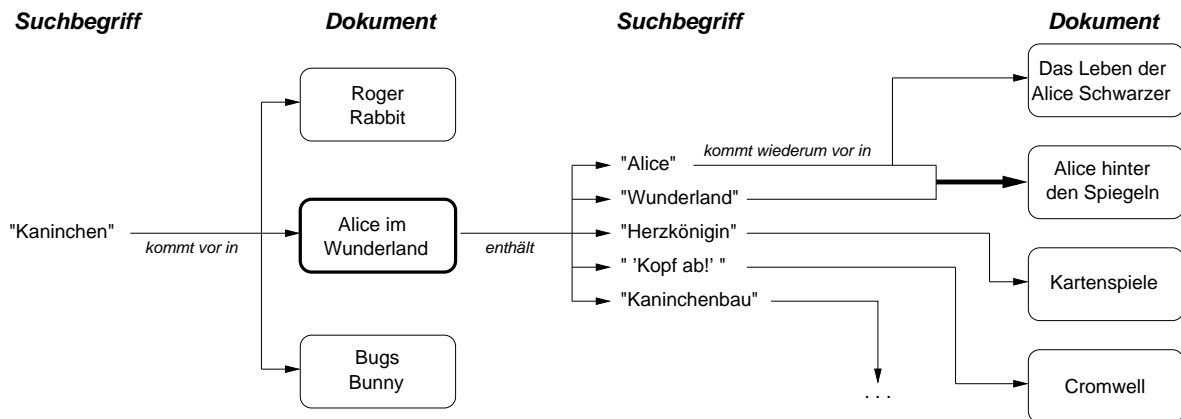 Suchbegriff
Dokument
Suchbegriff
Dokument
Roger
Rabbit
Das Leben der
Alice Schwarzer
"Alice"
kommt wiederum vor in
Alice hinter
den Spiegeln
"Wunderland"
"Kaninchen"
kommt vor in
Alice im
Wunderland
enthält
"Herzkönigin"
" ’Kopf ab!’ "
"Kaninchenbau"
Kartenspiele
Bugs
Bunny
. . .
Cromwell